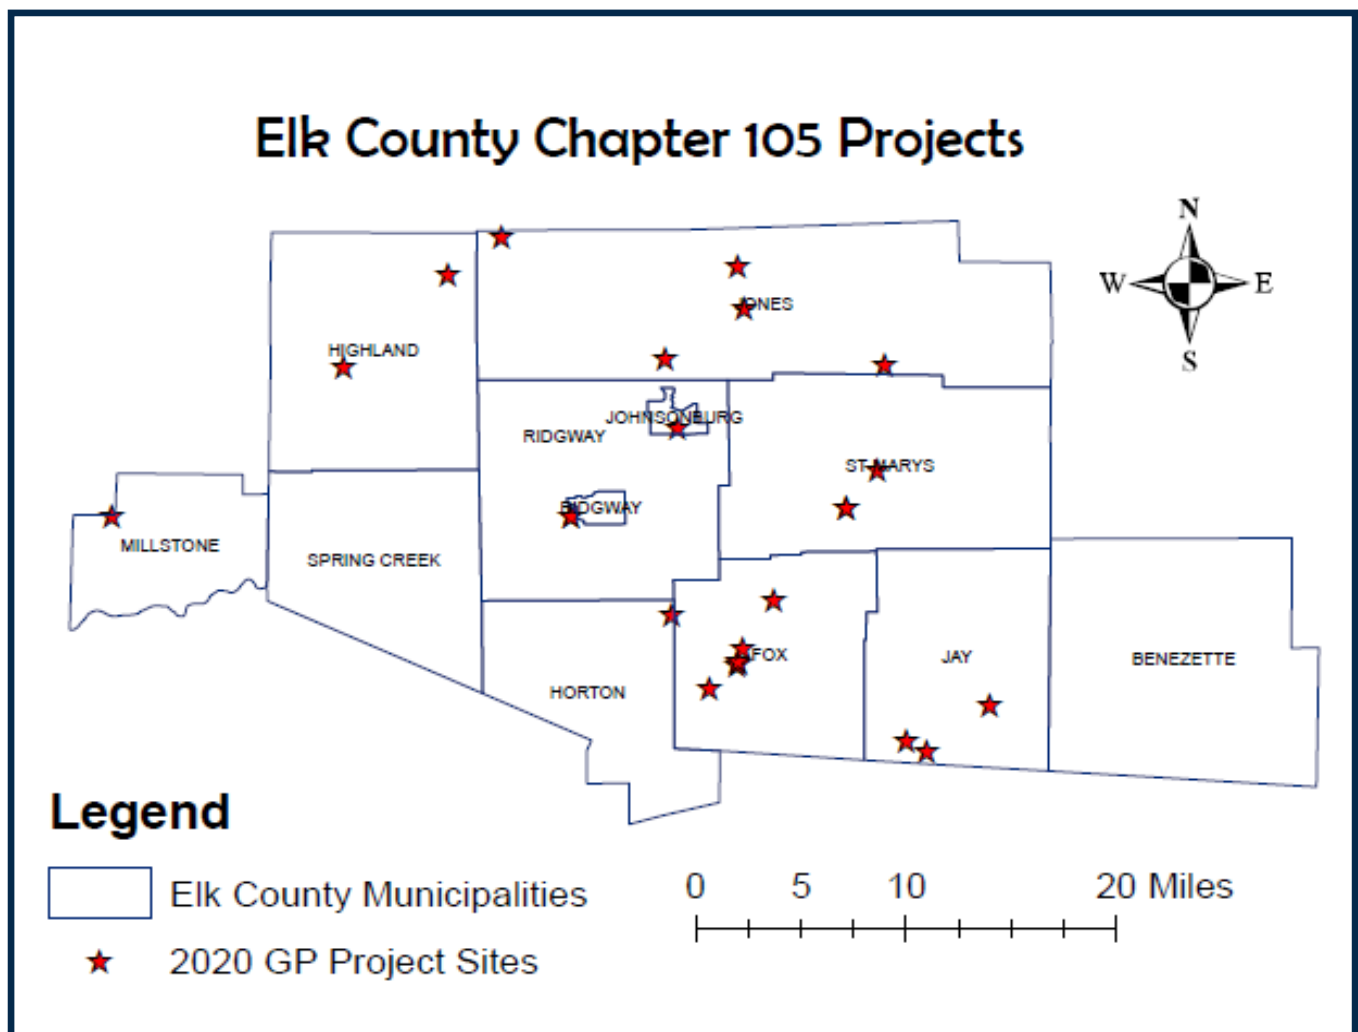 Elk County Chapter 105 Projects
N
W E
S
JONES
HIGHLAND
JOHNSONBURG
RIDGWAY
ST MARYS
RIDGWAY
MILLSTONE
SPRING CREEK
FOX
JAY
BENEZETTE
HORTON
Legend
Elk County Municipalities
2020 GP Project Sites
0 5 10 20 Miles